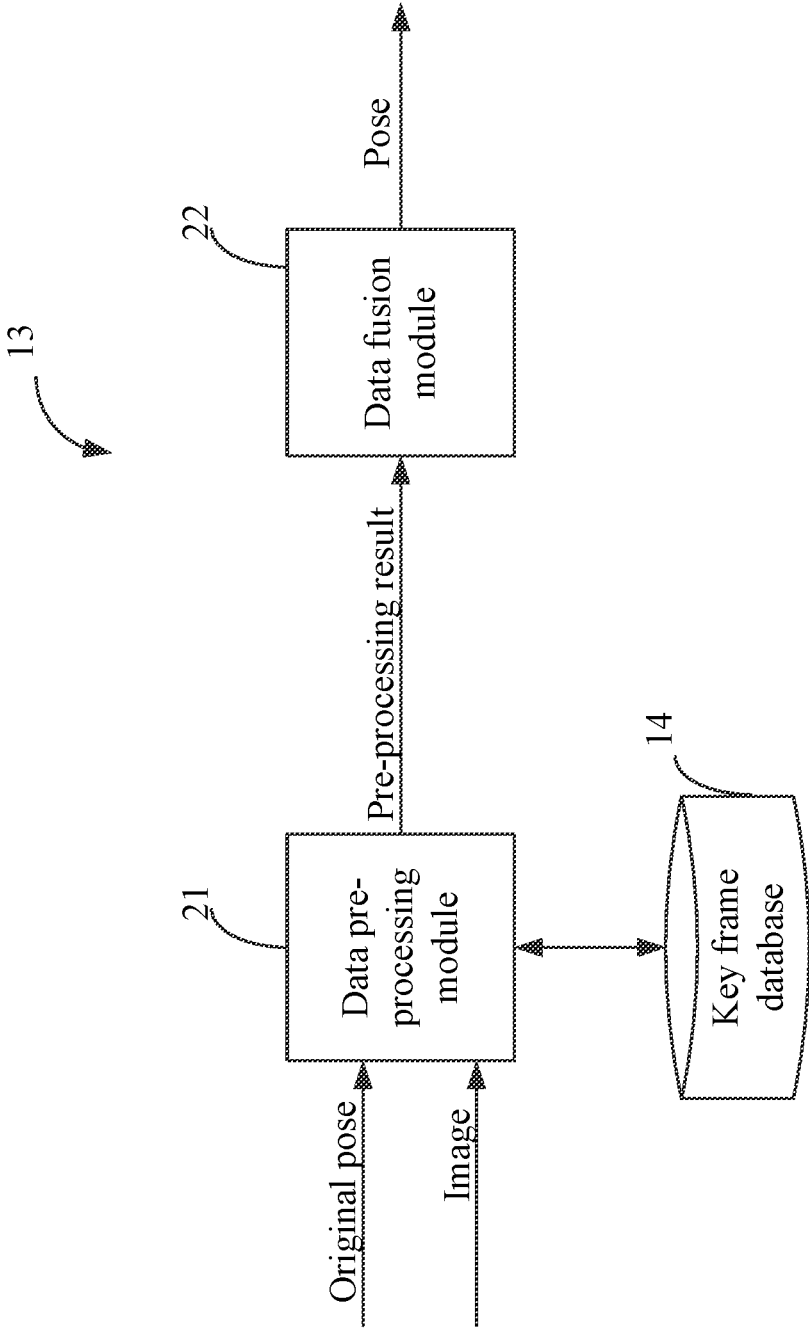 13
Original pose
Image
21
Data pre-
processing
module
Pre-processing result
22
Data fusion
module
Pose
14
Key frame
database